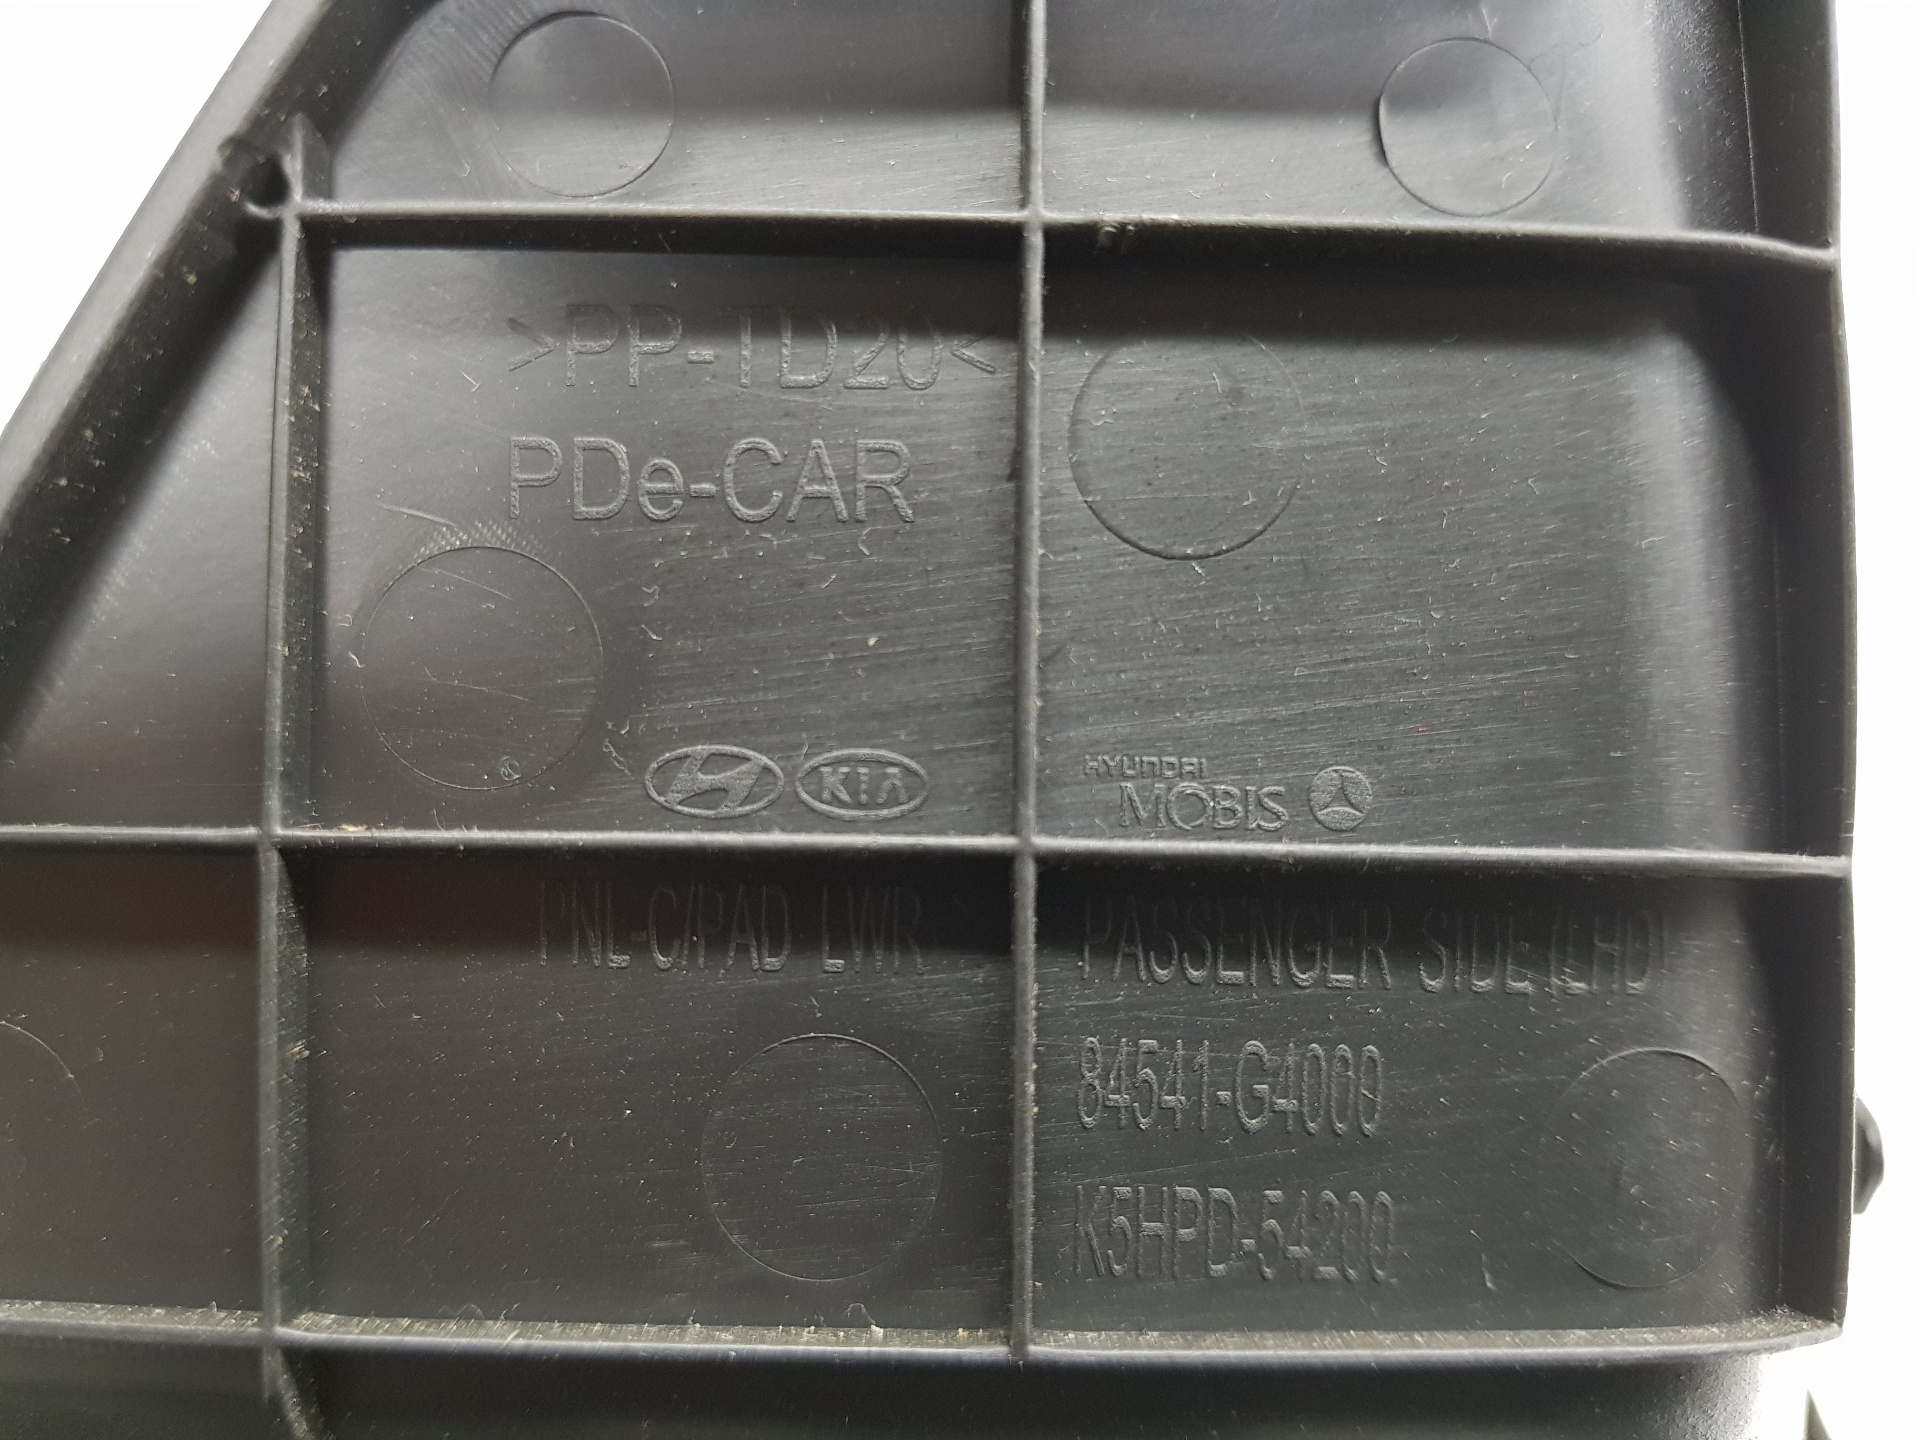 >PP-TD20<
PDe-CAR
KIA
HYUNDAI
MOBIS
PNL-C/PAD LWR
PASSENGER SIDE(LHD)
84541-G4000
K5HPD-54200